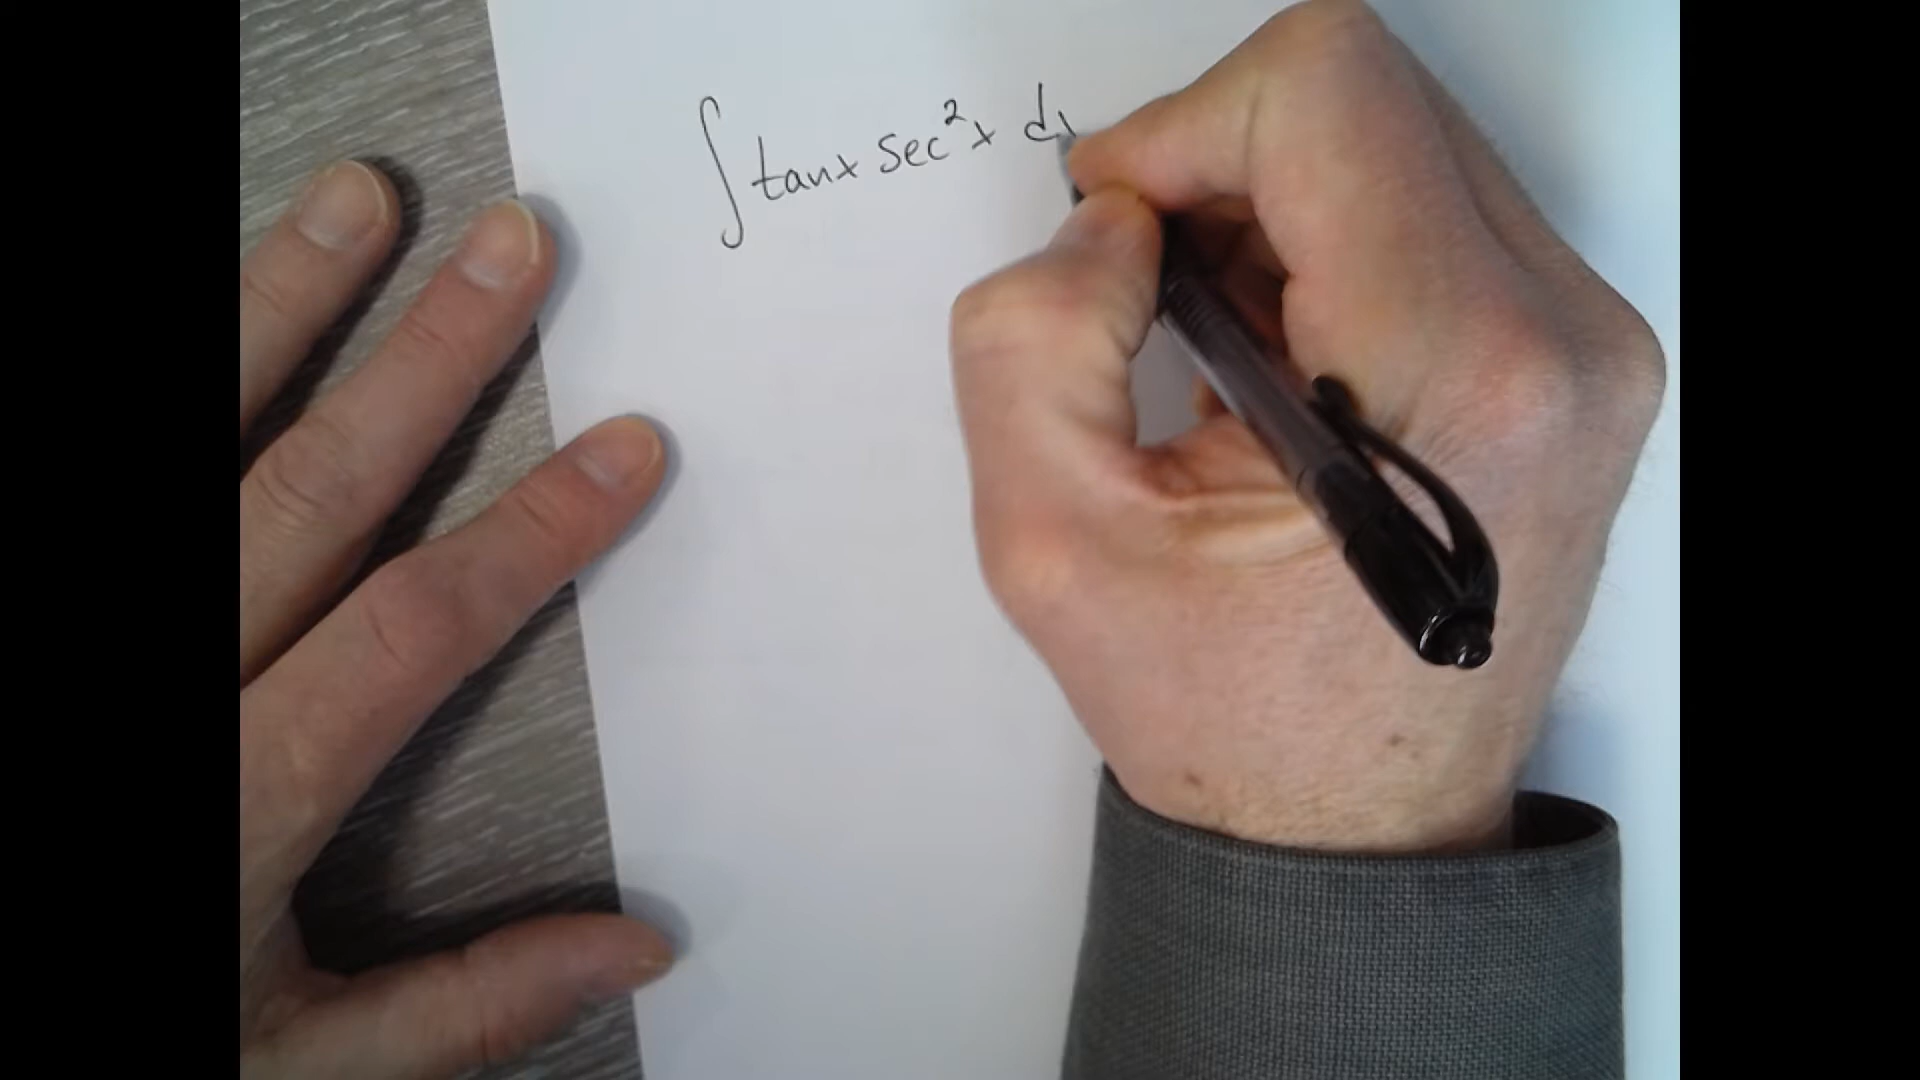 ∫ tanx sec²x d